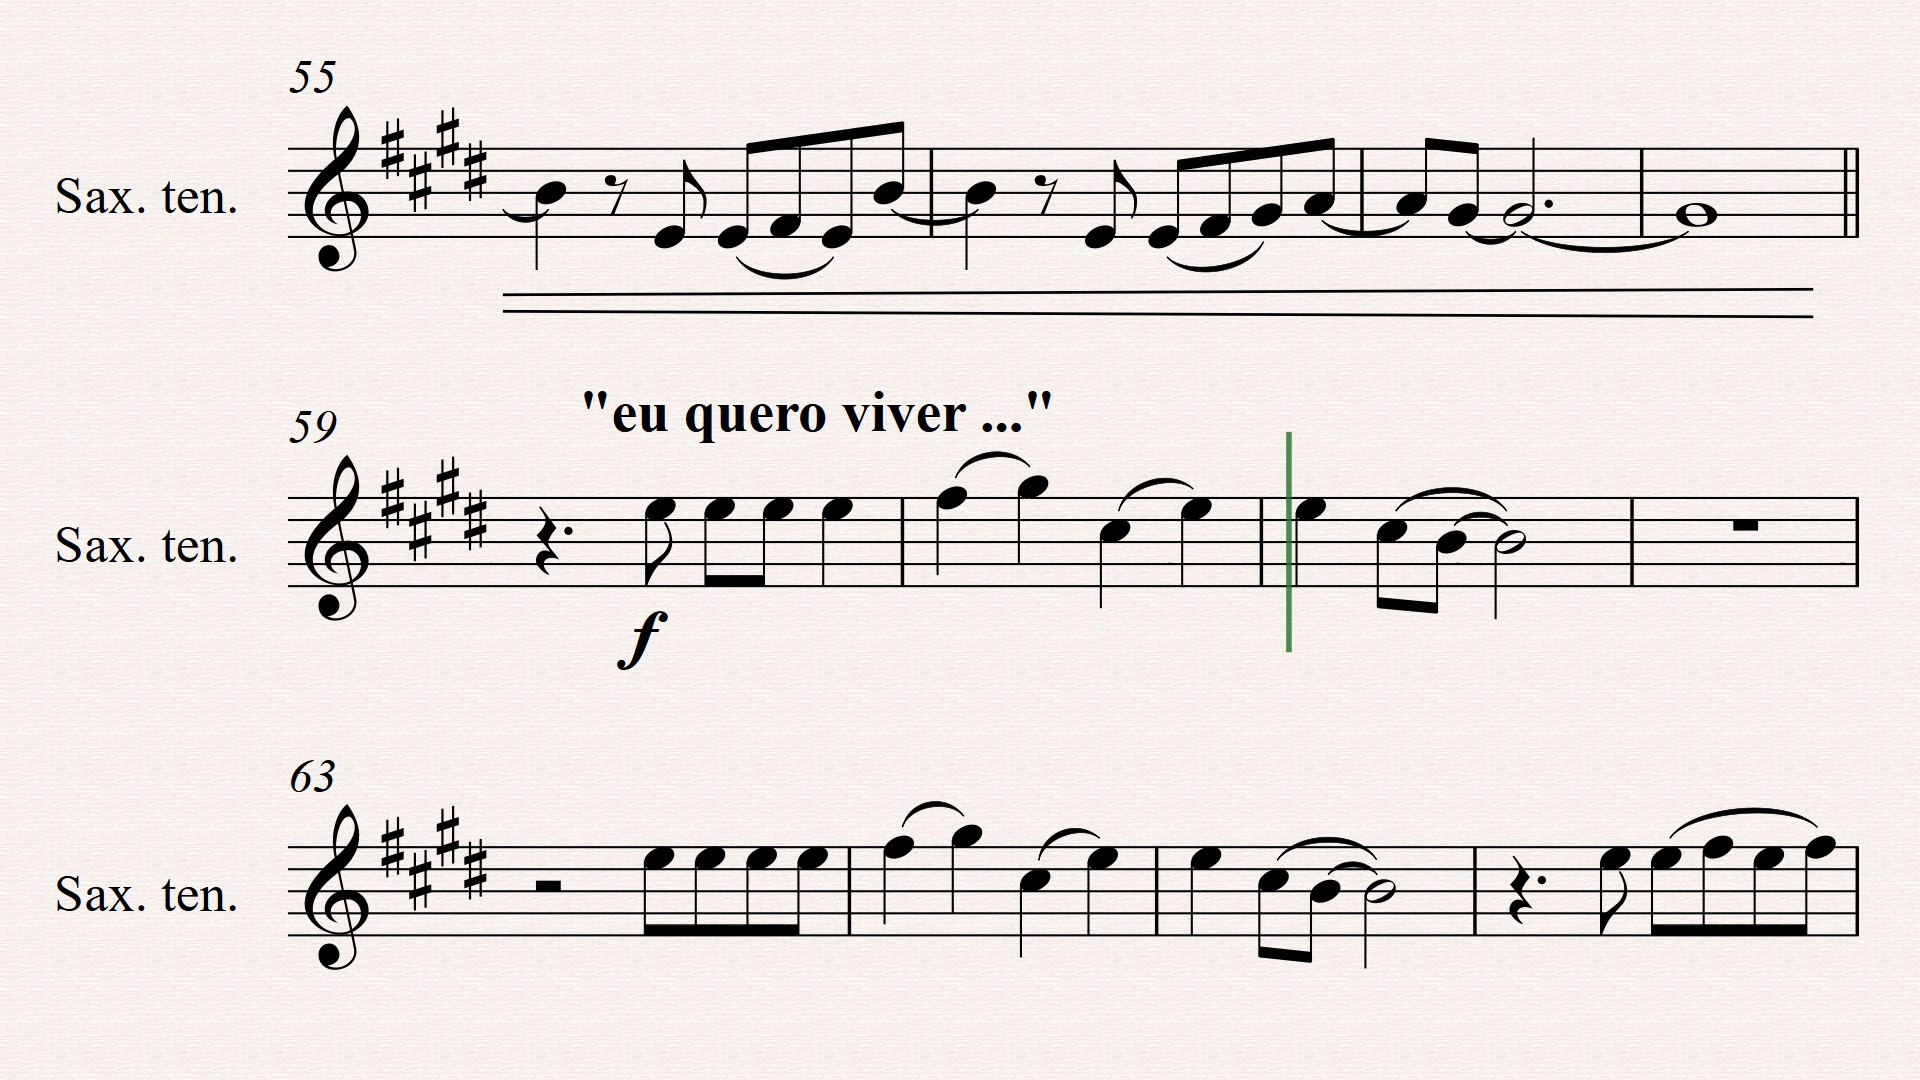 55
Sax. ten.
"eu quero viver ..."
59
Sax. ten.
f
63
Sax. ten.